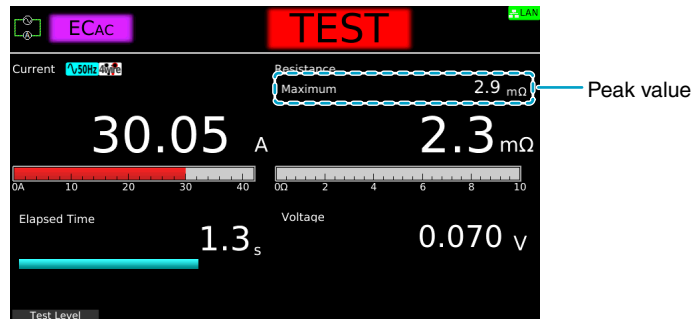 ECAC
TEST
LAN
Current
50Hz 4wire
Resistance
Maximum
2.9 mΩ
Peak value
30.05 A
2.3 mΩ
0A 10 20 30 40
0Ω 2 4 6 8 10
Elapsed Time
1.3 s
Voltage
0.070 V
Test Level